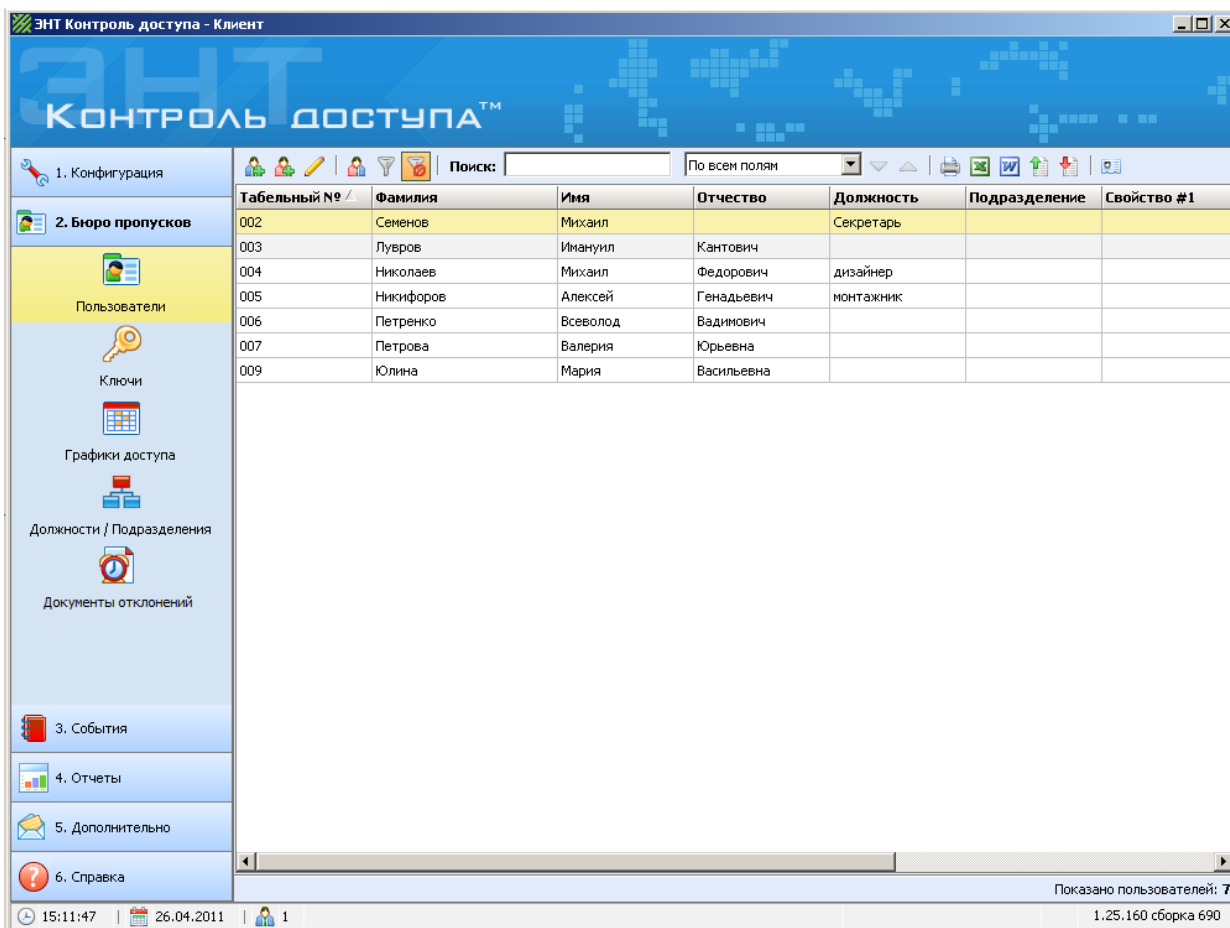 ЭНТ Контроль доступа - Клиент
ЭНТ
Контроль доступа™
1. Конфигурация
Поиск: По всем полям
2. Бюро пропусков
Пользователи
Ключи
Графики доступа
Должности / Подразделения
Документы отклонений
3. События
4. Отчеты
5. Дополнительно
6. Справка
Табельный № Фамилия Имя Отчество Должность Подразделение Свойство #1
002 Семенов Михаил Секретарь
003 Лувров Имануил Кантович
004 Николаев Михаил Федорович дизайнер
005 Никифоров Алексей Генадьевич монтажник
006 Петренко Всеволод Вадимович
007 Петрова Валерия Юрьевна
009 Юлина Мария Васильевна
Показано пользователей: 7
15:11:47 | 26.04.2011 | 1 1.25.160 сборка 690